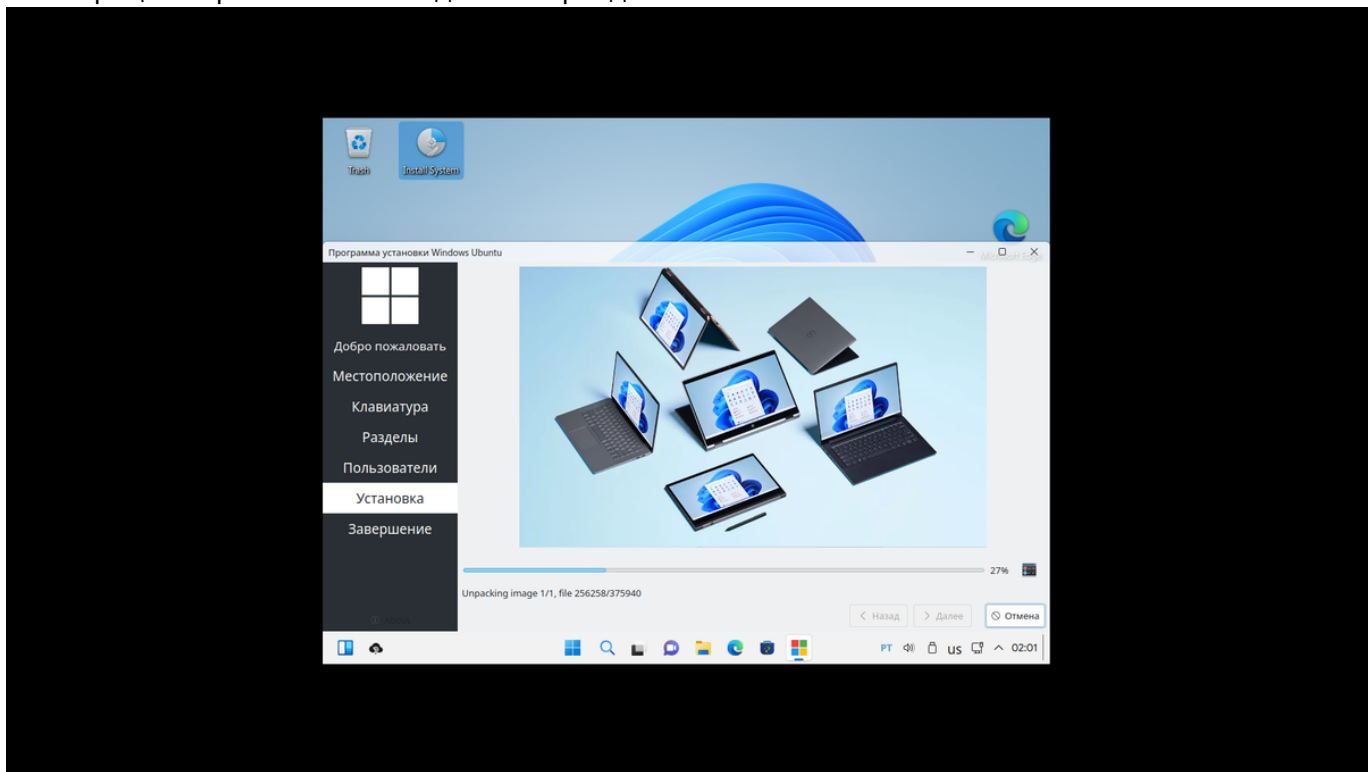 Trash
Install System
Программа установки Windows Ubuntu
Добро пожаловать
Местоположение
Клавиатура
Разделы
Пользователи
Установка
Завершение
27%
Unpacking image 1/1, file 256258/375940
Назад
Далее
Отмена
PT
us
02:01